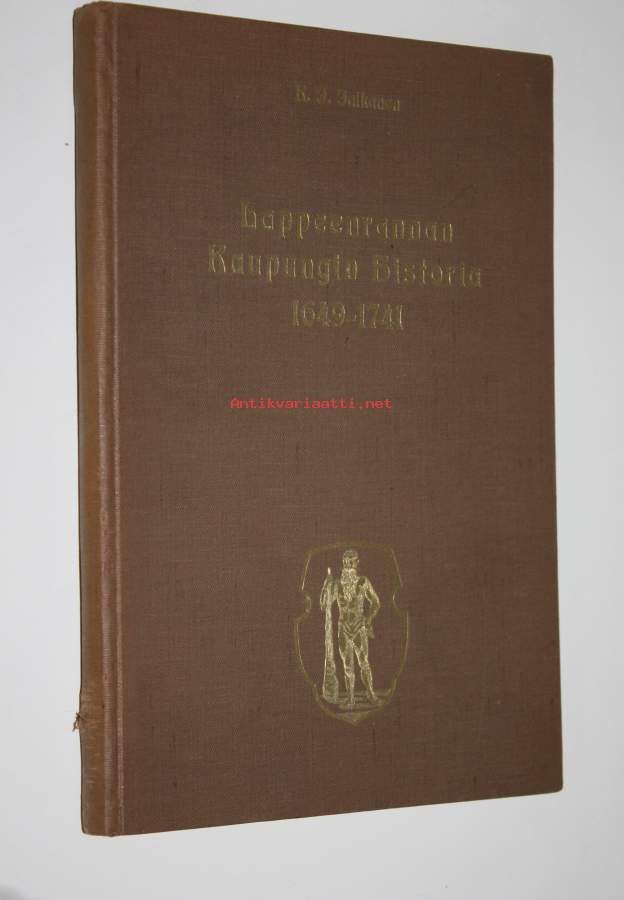 K. J. Jalkanen
Lappeenrannan
Kaupungin Historia
1649-1741
Antikvariaatti.net